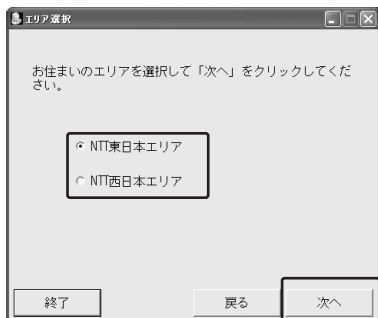 エリア選択
お住まいのエリアを選択して「次へ」をクリックしてくだ
さい。
NTT東日本エリア
NTT西日本エリア
終了 戻る 次へ